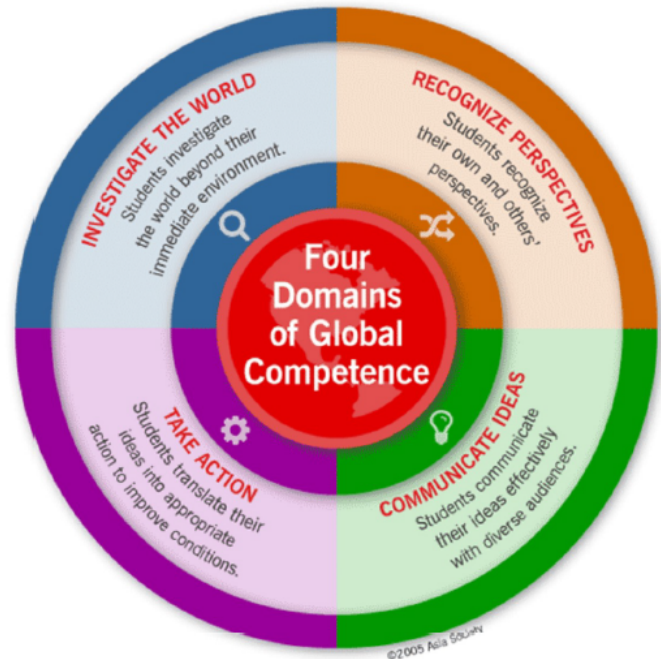 Four
Domains
of Global
Competence
INVESTIGATE THE WORLD
Students investigate
the world beyond their
immediate environment.
RECOGNIZE PERSPECTIVES
Students recognize
their own and others'
perspectives.
COMMUNICATE IDEAS
Students communicate
their ideas effectively
with diverse audiences.
TAKE ACTION
Students translate their
ideas into appropriate
action to improve conditions.
©2005 Asia Society